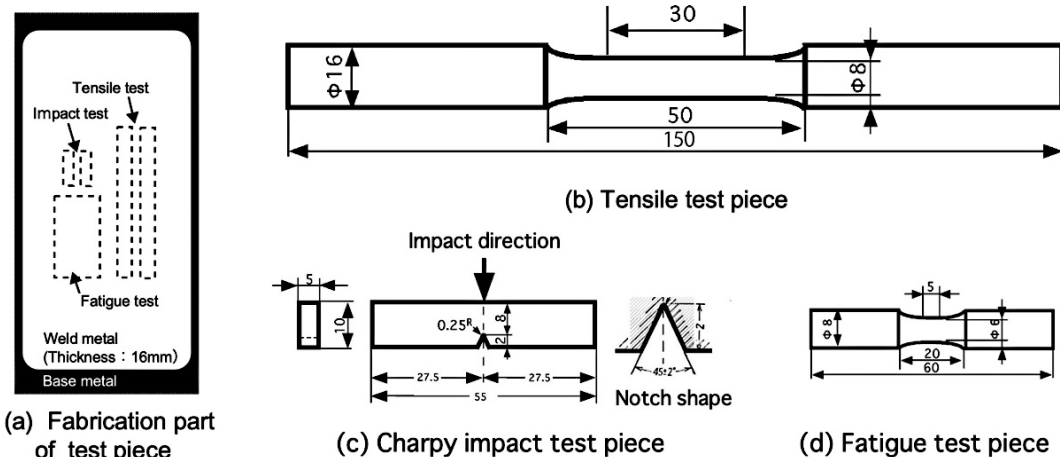 Tensile test
Impact test
Fatigue test
Weld metal
(Thickness：16mm)
Base metal
(a) Fabrication part
of test piece
30
Φ16
Φ8
50
150
(b) Tensile test piece
Impact direction
5
10
0.25R
8
2
27.5
27.5
55
2
45±2°
Notch shape
(c) Charpy impact test piece
5
Φ8
Φ6
20
60
(d) Fatigue test piece